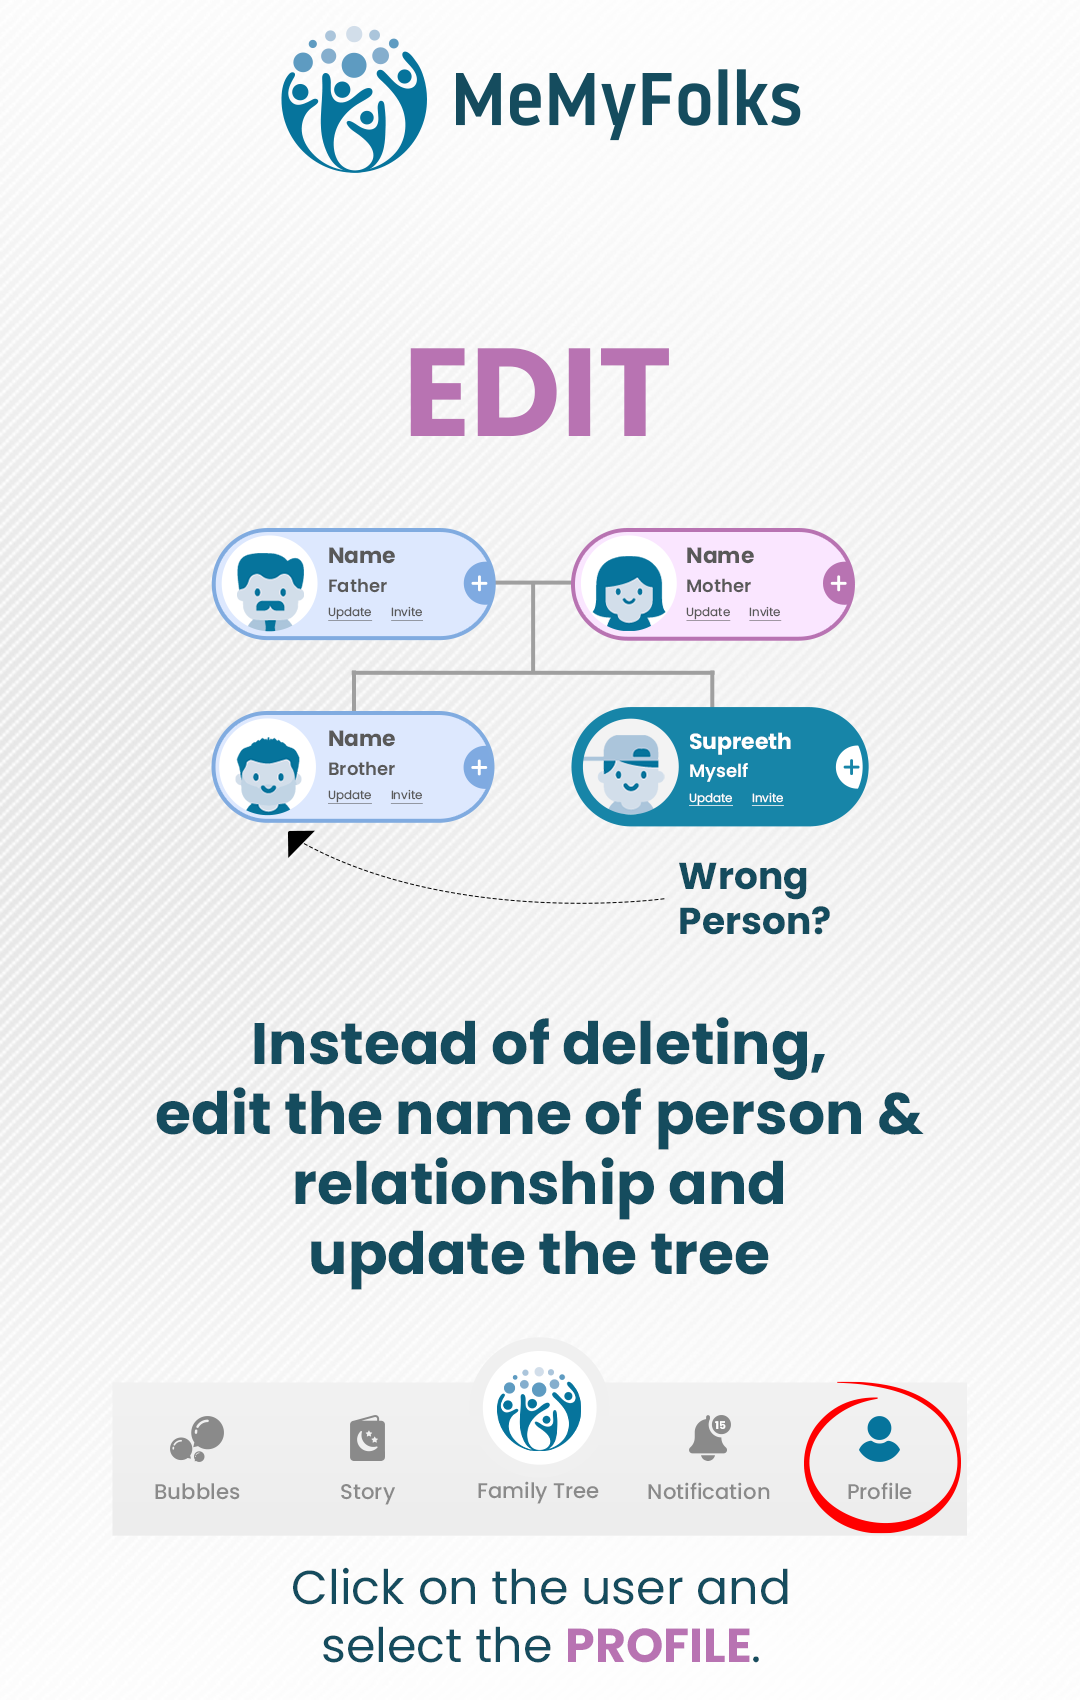 MeMyFolks
EDIT
Name
Father
Update Invite
Name
Mother
Update Invite
Name
Brother
Update Invite
Supreeth
Myself
Update Invite
Wrong
Person?
Instead of deleting,
edit the name of person &
relationship and
update the tree
15
Bubbles
Story
Family Tree
Notification
Profile
Click on the user and
select the PROFILE.